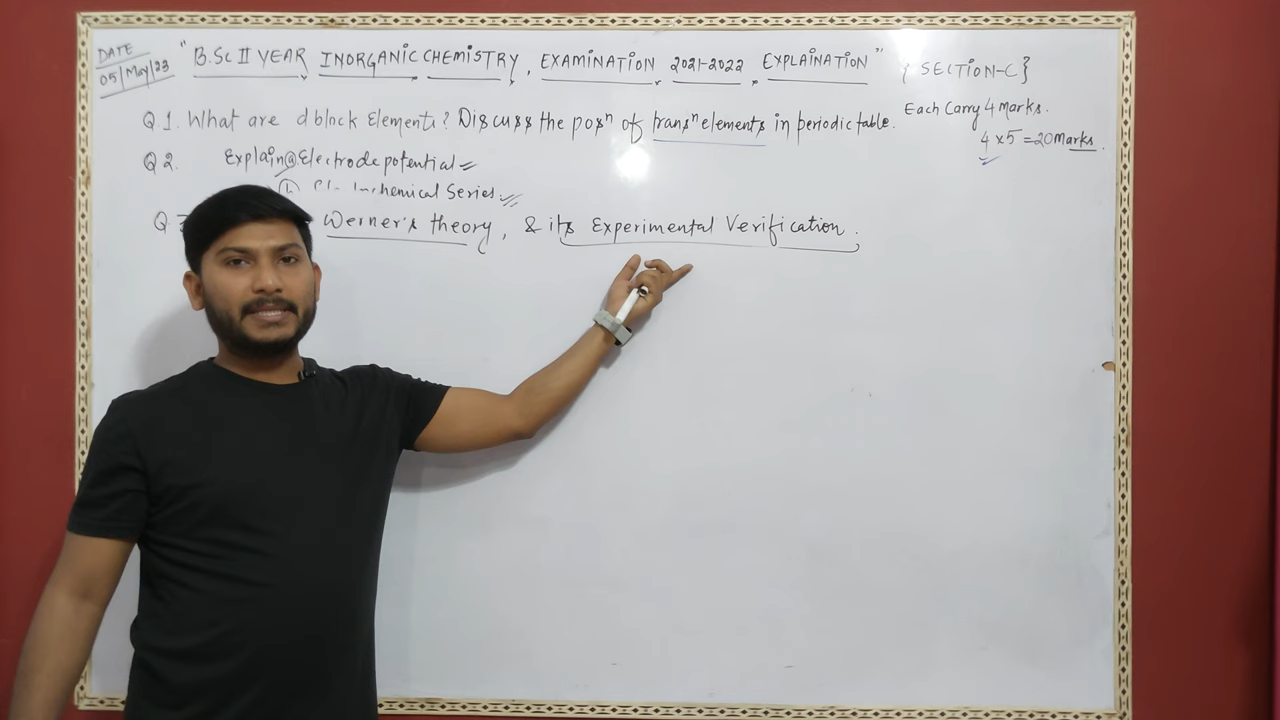 DATE
05/May/23
"B.Sc II YEAR INORGANIC CHEMISTRY, EXAMINATION 2021-2022, EXPLAINATION" { SECTION-C }
Each Carry 4 Marks.
4 x 5 = 20 Marks.
Q 1. What are d block Elements? Discuss the posⁿ of transⁿ elements in periodic table.
Q 2. Explain @ Electrode potential
chemical Series.
Q Werner's theory, & its Experimental Verification.